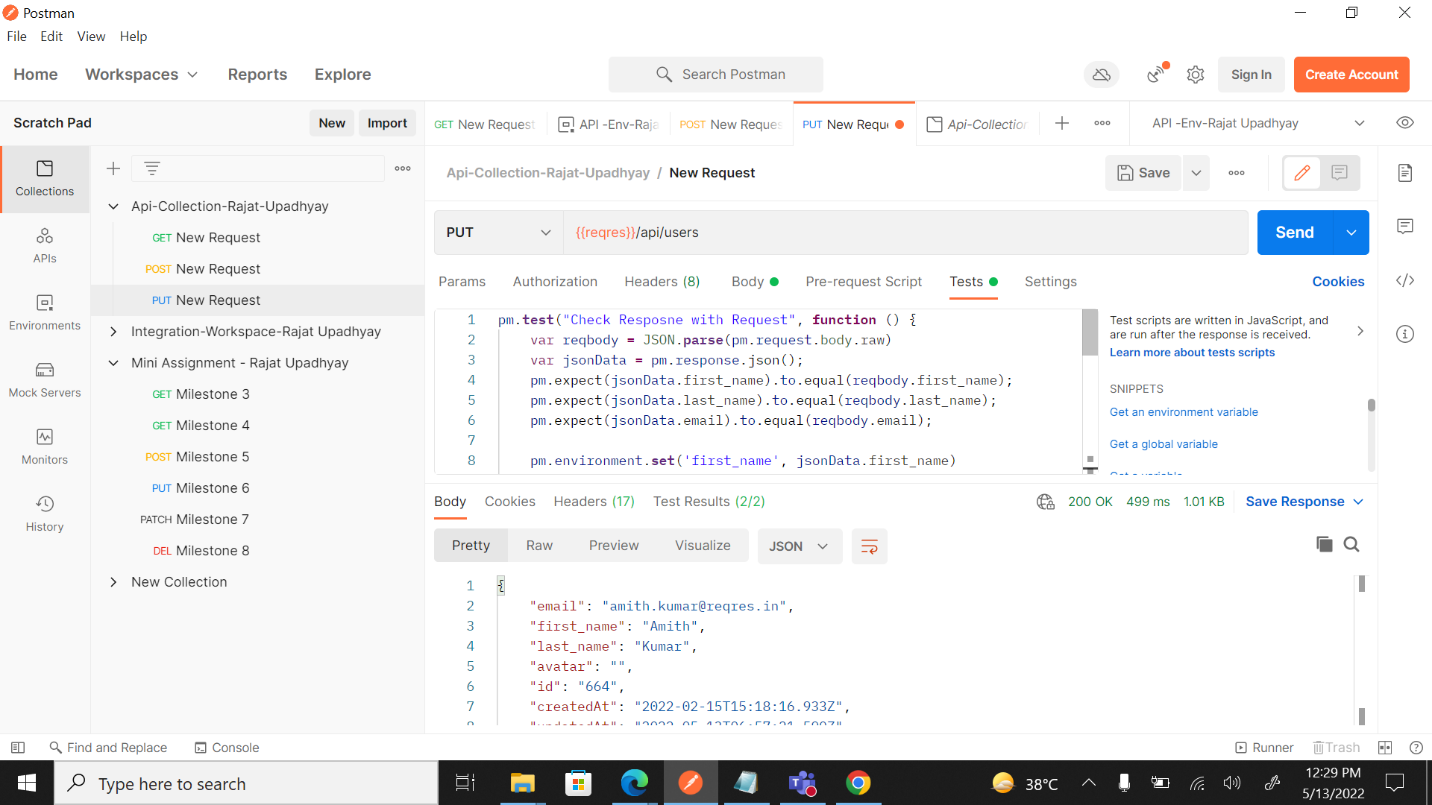 Postman
File Edit View Help
Home Workspaces Reports Explore Search Postman Sign In Create Account
Scratch Pad New Import
GET New Request API -Env-Raja POST New Reques PUT New Reque Api-Collection API -Env-Rajat Upadhyay
Collections
APIs
Environments
Mock Servers
Monitors
History
Api-Collection-Rajat-Upadhyay
GET New Request
POST New Request
PUT New Request
Integration-Workspace-Rajat Upadhyay
Mini Assignment - Rajat Upadhyay
GET Milestone 3
GET Milestone 4
POST Milestone 5
PUT Milestone 6
PATCH Milestone 7
DEL Milestone 8
New Collection
Api-Collection-Rajat-Upadhyay / New Request Save
PUT {{reqres}}/api/users Send
Params Authorization Headers (8) Body Pre-request Script Tests Settings Cookies
1 pm.test("Check Resposne with Request", function () {
2 var reqbody = JSON.parse(pm.request.body.raw)
3 var jsonData = pm.response.json();
4 pm.expect(jsonData.first_name).to.equal(reqbody.first_name);
5 pm.expect(jsonData.last_name).to.equal(reqbody.last_name);
6 pm.expect(jsonData.email).to.equal(reqbody.email);
7
8 pm.environment.set('first_name', jsonData.first_name)
Test scripts are written in JavaScript, and
are run after the response is received.
Learn more about tests scripts
SNIPPETS
Get an environment variable
Get a global variable
Get a variable
Body Cookies Headers (17) Test Results (2/2) 200 OK 499 ms 1.01 KB Save Response
Pretty Raw Preview Visualize JSON
1 {
2 "email": "amith.kumar@reqres.in",
3 "first_name": "Amith",
4 "last_name": "Kumar",
5 "avatar": "",
6 "id": "664",
7 "createdAt": "2022-02-15T15:18:16.933Z",
8 "updatedAt":
Find and Replace Console Runner Trash
Type here to search 38°C 12:29 PM
5/13/2022